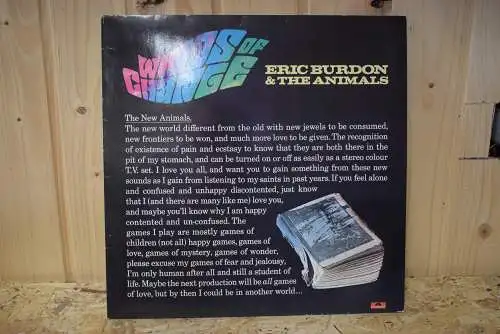 WINDS OF
CHANGE
ERIC BURDON
& THE ANIMALS
The New Animals,
The new world different from the old with new jewels to be consumed,
new frontiers to be won, and much more love to be given. The recognition
of existence of pain and ecstasy to know that they are both there in the
pit of my stomach, and can be turned on or off as easily as a stereo colour
T.V. set. I love you all, and want you to gain something from these new
sounds as I gain from listening to my saints in past years. If you feel alone
and confused and unhappy discontented, just know
that I (and there are many like me) love you,
and maybe you'll know why I am happy
contented and un-confused. The
games I play are mostly games of
children (not all) happy games, games of
love, games of mystery, games of wonder,
please excuse my games of fear and jealousy,
I'm only human after all and still a student of
life. Maybe the next production will be all games
of love, but by then I could be in another world...